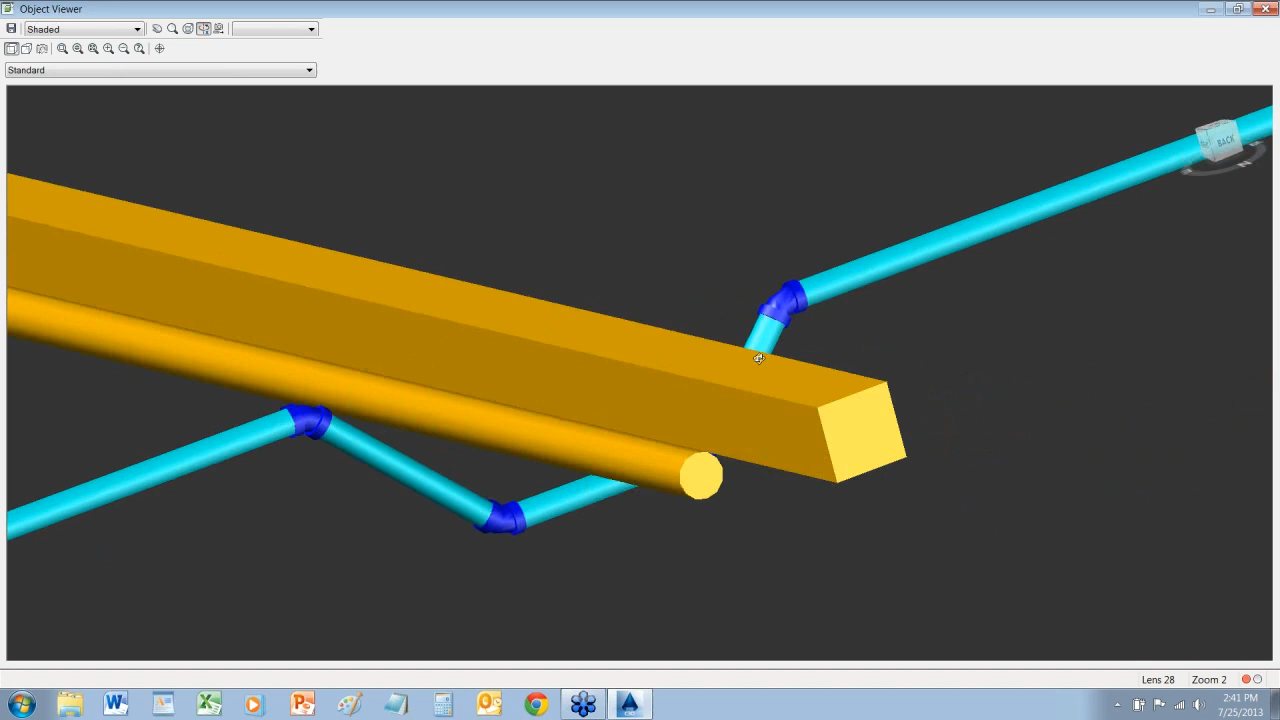 Object Viewer
Shaded
Standard
BACK
Lens 28 Zoom 2
2:41 PM
7/25/2013